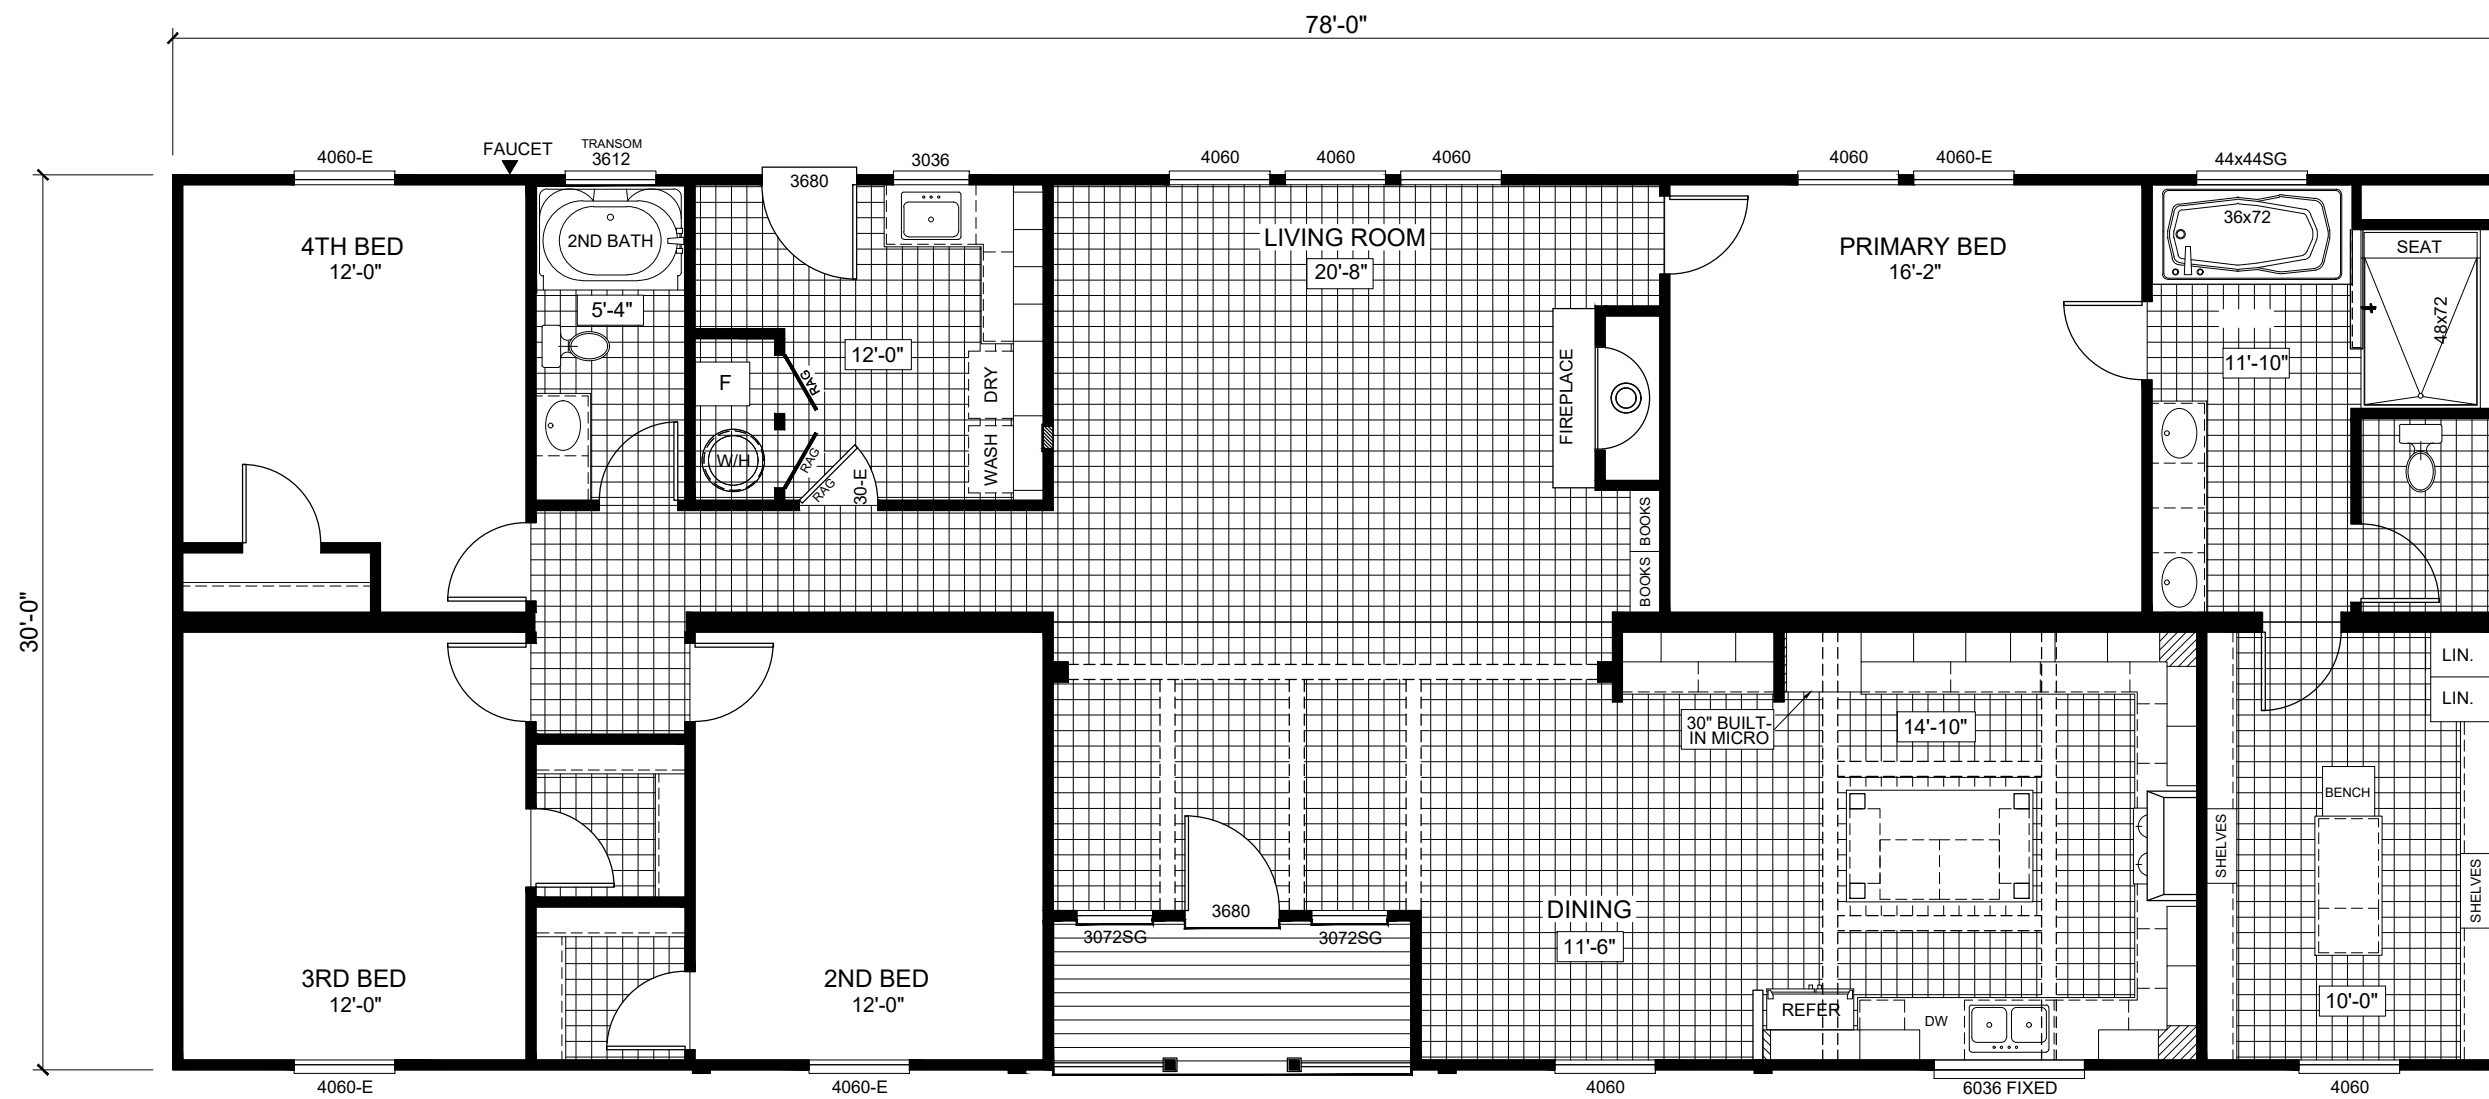 78'-0"
FAUCET
TRANSOM
4060-E
3612
3036
4060
4060
4060
4060
4060-E
44x44SG
3680
36x72
4TH BED
12'-0"
2ND BATH
LIVING ROOM
20'-8"
PRIMARY BED
16'-2"
SEAT
5'-4"
48x72
12'-0"
11'-10"
F
RAG
DRY
FIREPLACE
W/H
RAG
RAG
30-E
WASH
BOOKS
BOOKS
30'-0"
LIN.
LIN.
30" BUILT-
IN MICRO
14'-10"
BENCH
SHELVES
SHELVES
3680
3072SG
3072SG
DINING
11'-6"
3RD BED
12'-0"
2ND BED
12'-0"
REFER
DW
10'-0"
4060-E
4060-E
4060
6036 FIXED
4060